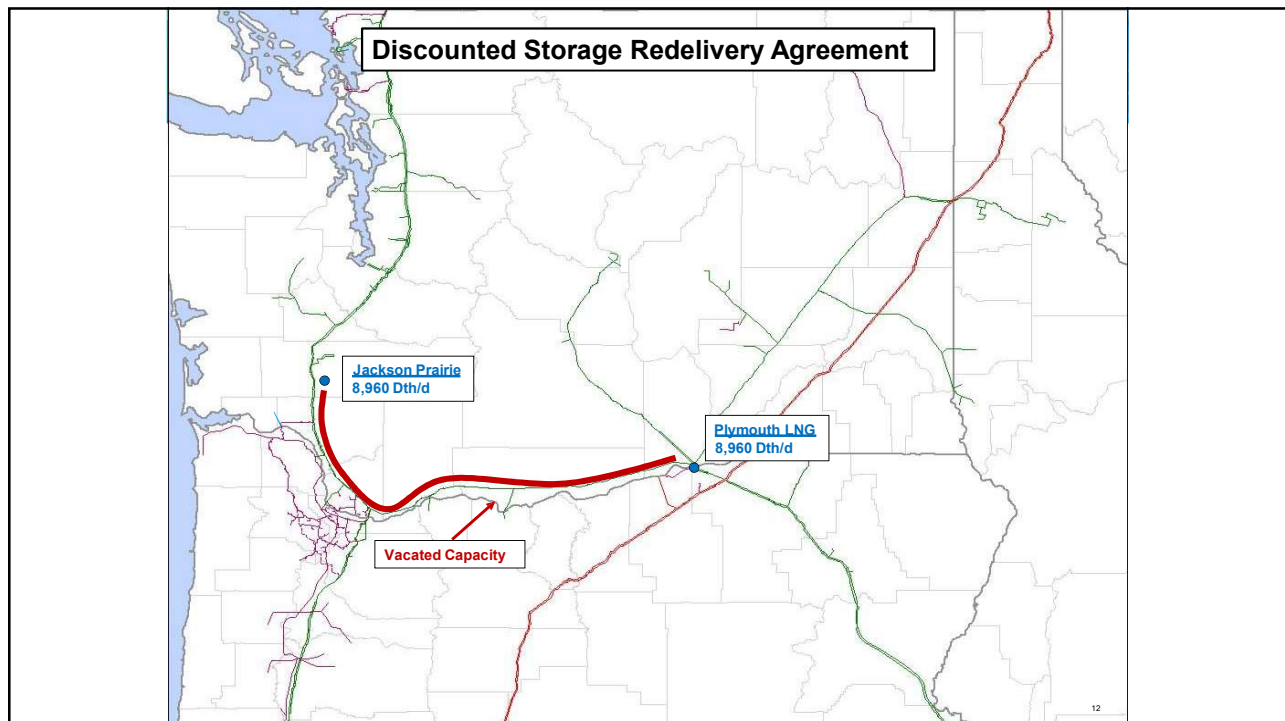 Discounted Storage Redelivery Agreement
Jackson Prairie
8,960 Dth/d
Plymouth LNG
8,960 Dth/d
Vacated Capacity
12